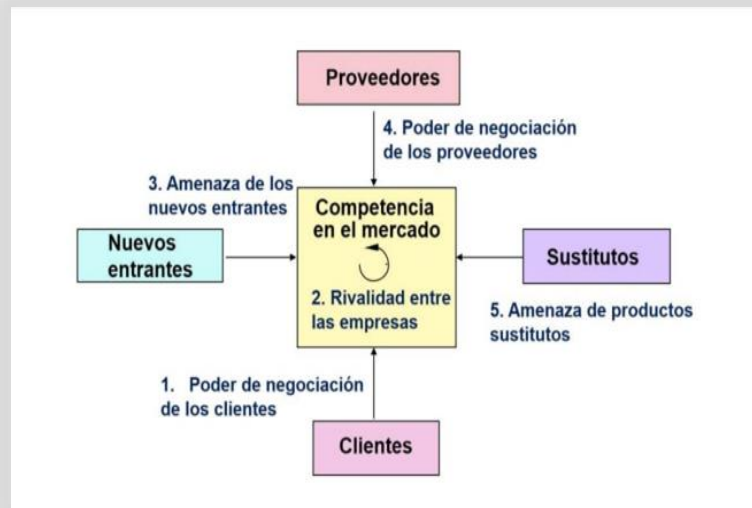 Proveedores
4. Poder de negociación
de los proveedores
3. Amenaza de los
nuevos entrantes
Competencia
en el mercado
Nuevos
entrantes
Sustitutos
2. Rivalidad entre
las empresas
5. Amenaza de productos
sustitutos
1. Poder de negociación
de los clientes
Clientes